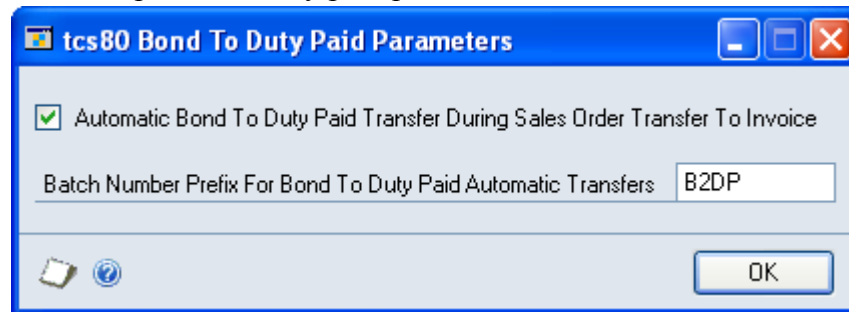 tcs80 Bond To Duty Paid Parameters
Automatic Bond To Duty Paid Transfer During Sales Order Transfer To Invoice
Batch Number Prefix For Bond To Duty Paid Automatic Transfers B2DP
OK